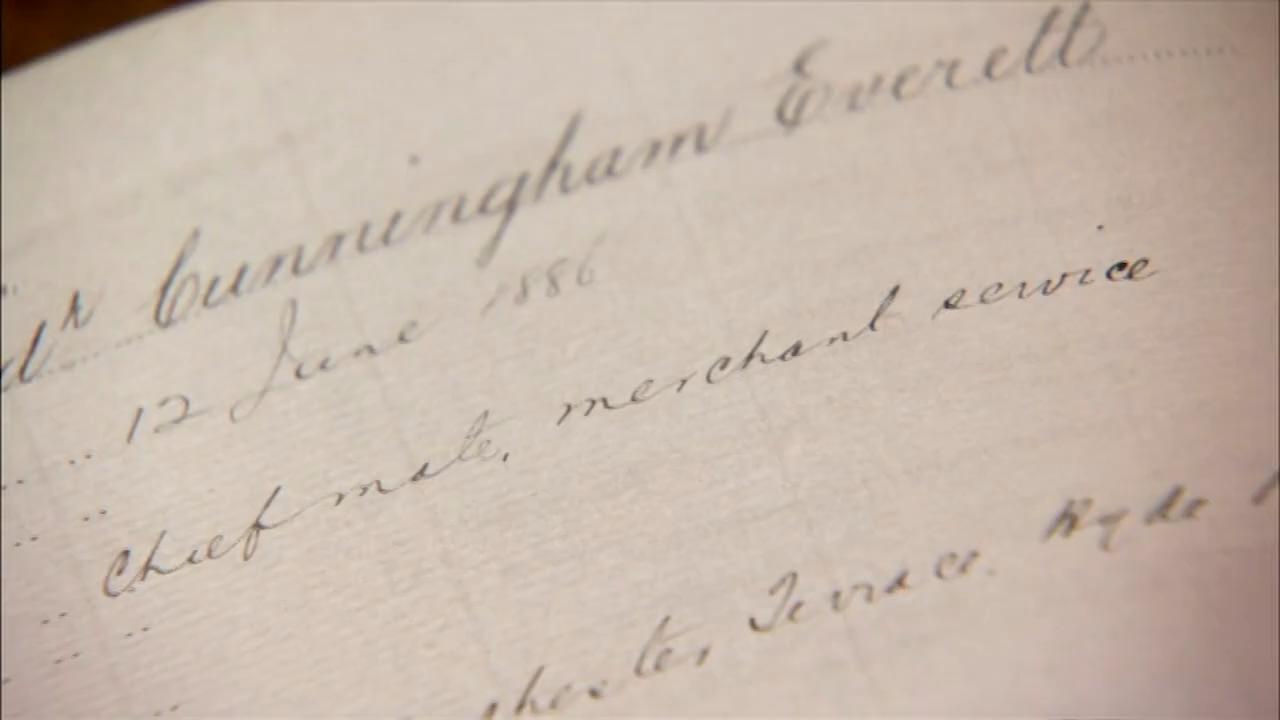 Cunningham Everett
12 June 1886
Chief mate, merchant service
Terrace. Hyde